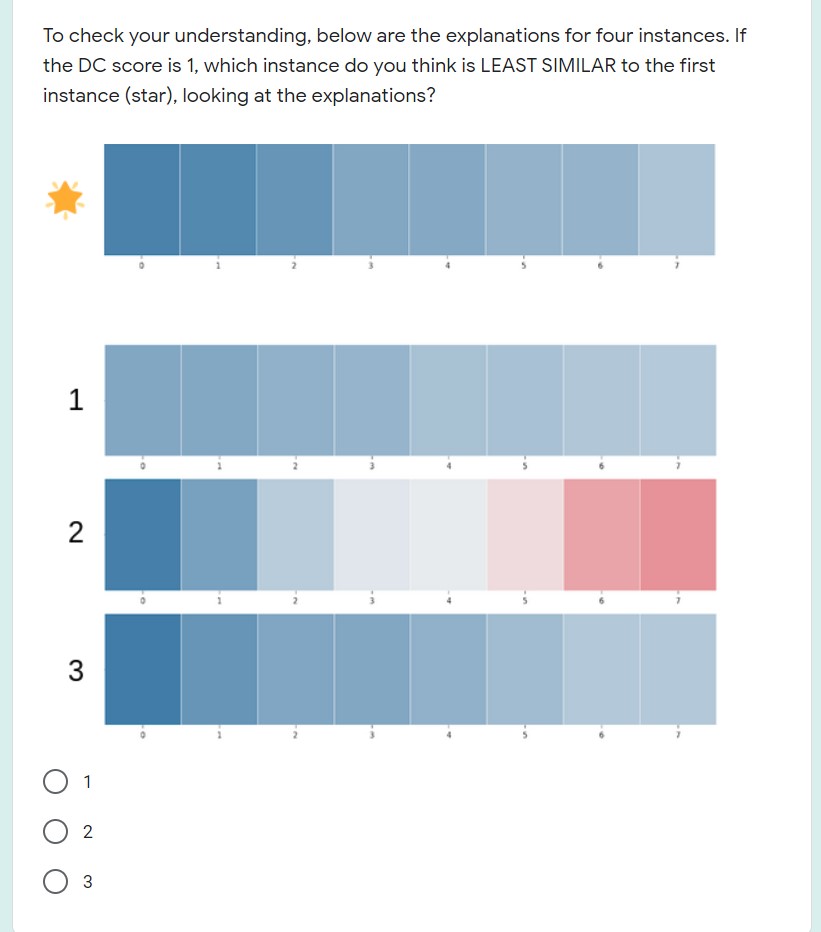 To check your understanding, below are the explanations for four instances. If
the DC score is 1, which instance do you think is LEAST SIMILAR to the first
instance (star), looking at the explanations?
0 1 2 3 4 5 6 7
1
0 1 2 3 4 5 6 7
2
0 1 2 3 4 5 6 7
3
0 1 2 3 4 5 6 7
1
2
3